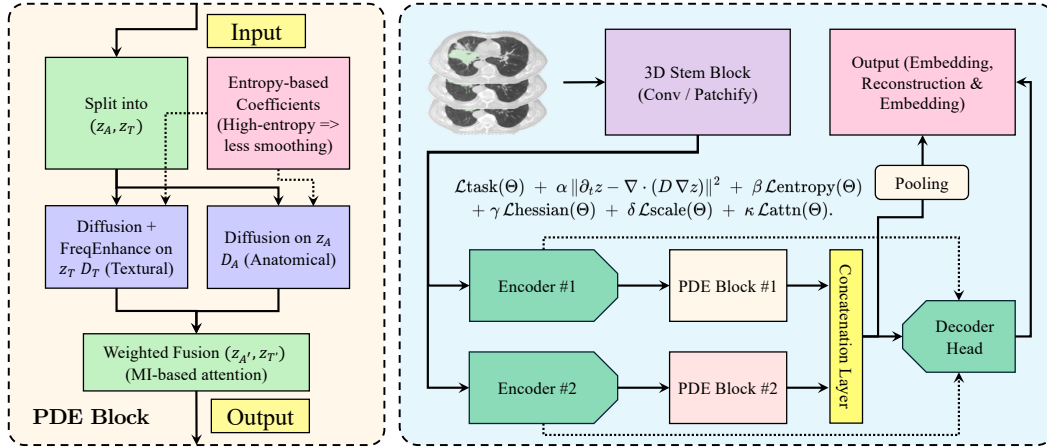 Input
Split into
(z_A, z_T)
Entropy-based
Coefficients
(High-entropy =>
less smoothing)
Diffusion +
FreqEnhance on
z_T D_T (Textural)
Diffusion on z_A
D_A (Anatomical)
Weighted Fusion (z_A′, z_T′)
(MI-based attention)
PDE Block
Output
3D Stem Block
(Conv / Patchify)
Output (Embedding,
Reconstruction &
Embedding)
Pooling
ℒtask(Θ) + α ‖∂_t z − ∇ · (D ∇z)‖² + β ℒentropy(Θ)
+ γ ℒhessian(Θ) + δ ℒscale(Θ) + κ ℒattn(Θ).
Encoder #1
PDE Block #1
Concatenation Layer
Decoder
Head
Encoder #2
PDE Block #2